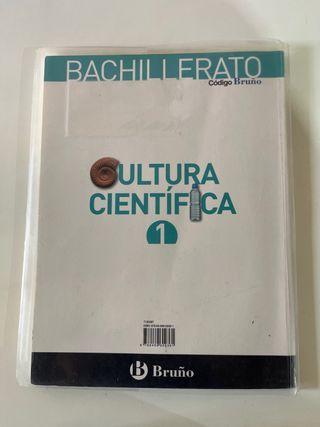 BACHILLERATO
Código Bruño
CULTURA
CIENTÍFICA
1
B Bruño